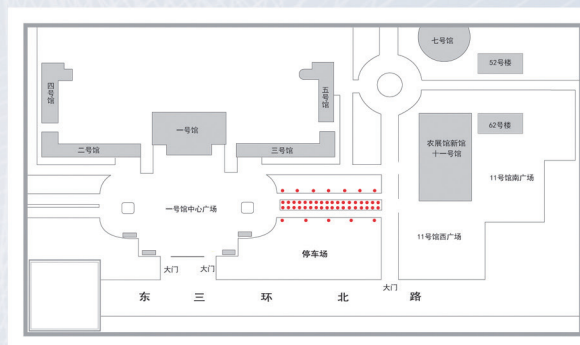 七号馆
52号楼
四号馆
五号馆
一号馆
农展馆新馆
十一号馆
62号楼
二号馆
三号馆
11号馆南广场
一号馆中心广场
11号馆西广场
停车场
大门
大门
大门
东三环北路